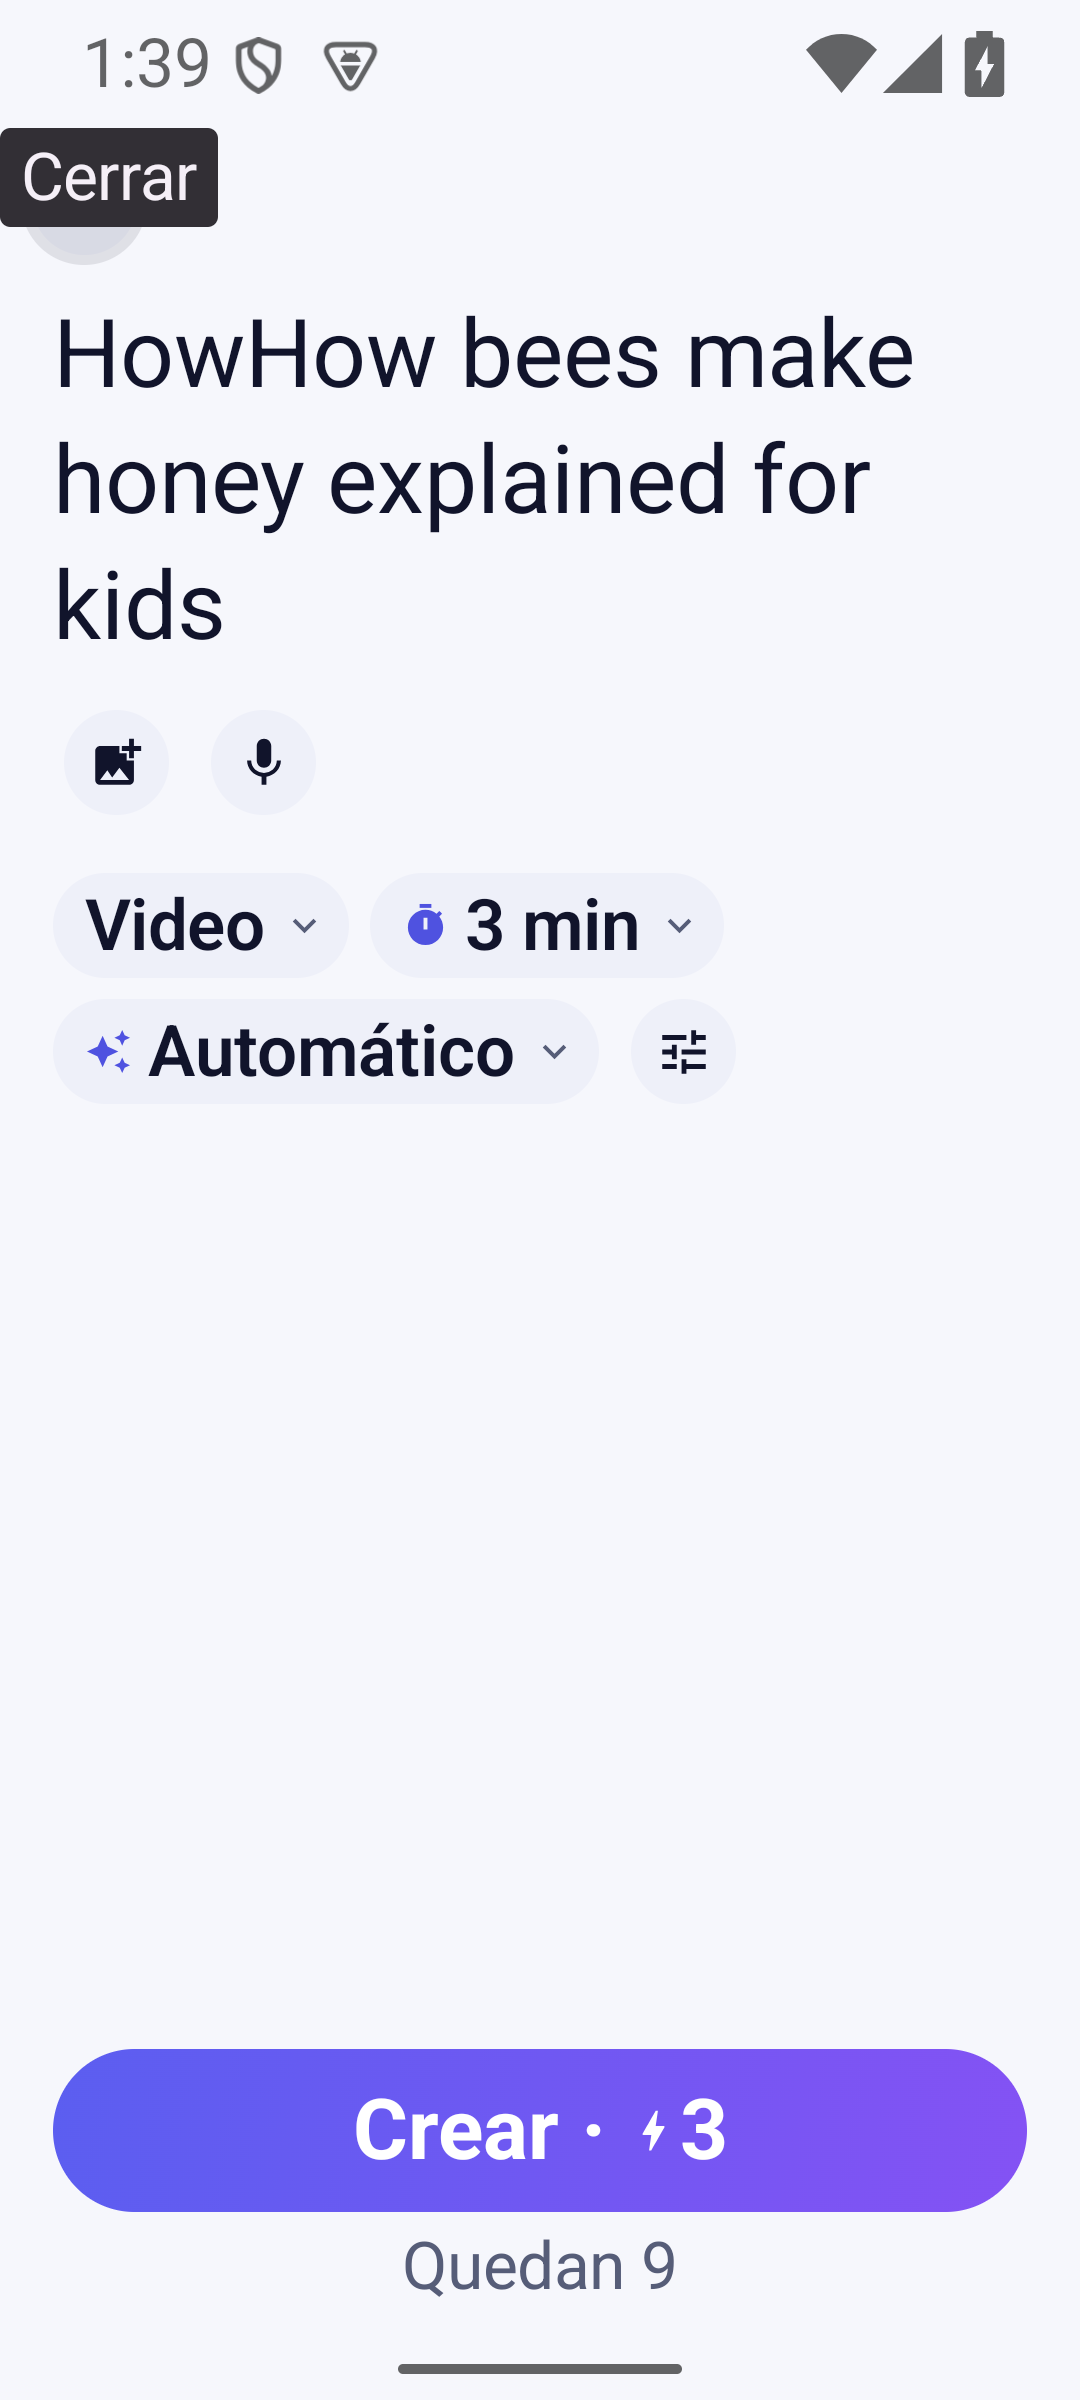 1:39
Cerrar
HowHow bees make
honey explained for
kids
Video
3 min
Automático
Crear · 3
Quedan 9